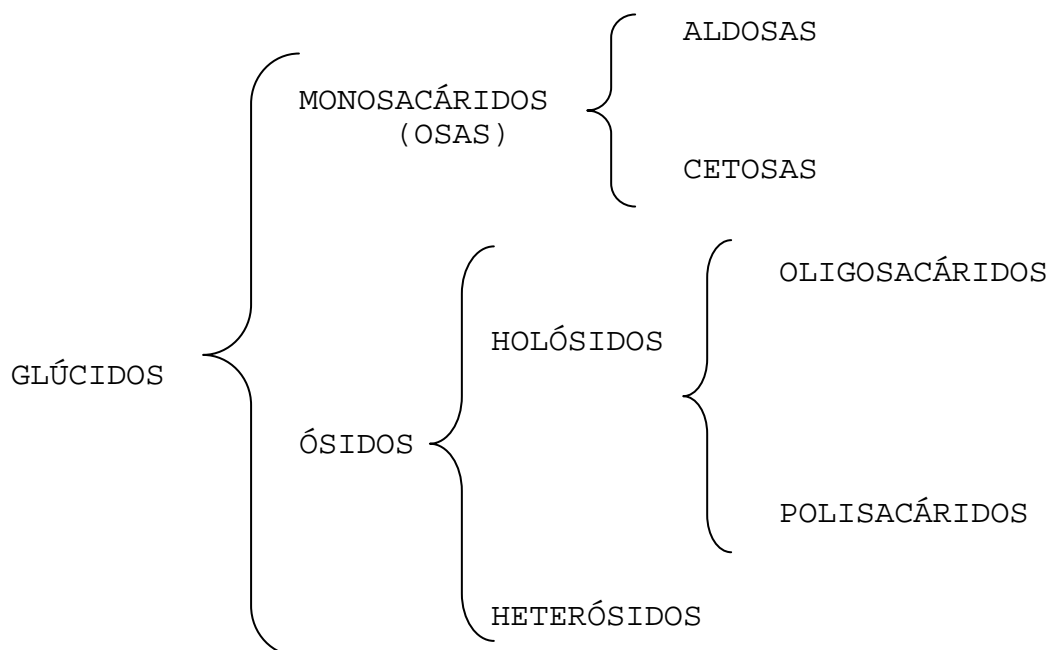 ALDOSAS
MONOSACÁRIDOS
(OSAS)
CETOSAS
OLIGOSACÁRIDOS
HOLÓSIDOS
GLÚCIDOS
ÓSIDOS
POLISACÁRIDOS
HETERÓSIDOS